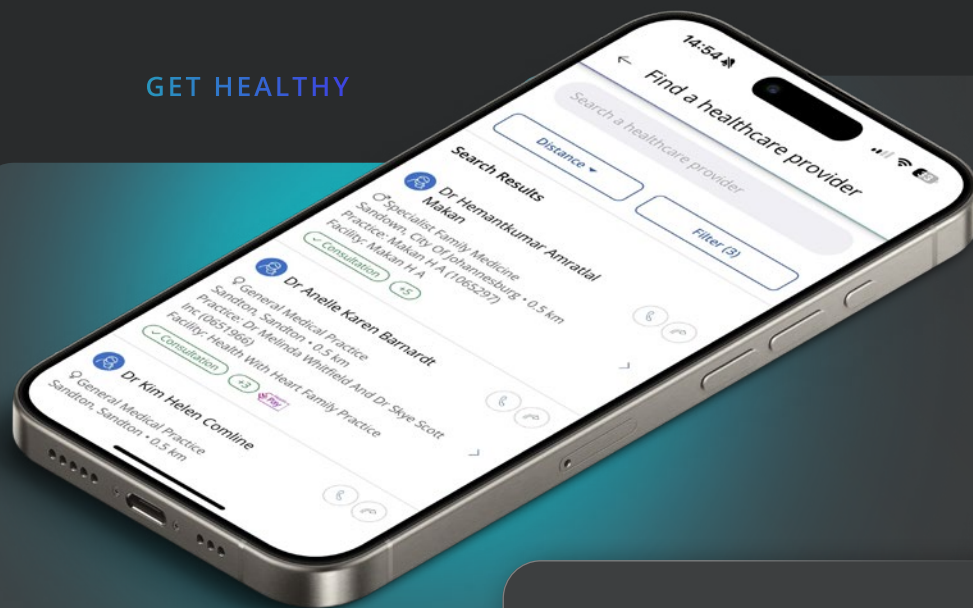 GET HEALTHY
14:54
Find a healthcare provider
Search a healthcare provider
Distance
Filter (3)
Search Results
Dr Hemantkumar Amratlal
Makan
Specialist Family Medicine
Sandown, City Of Johannesburg • 0.5 km
Practice: Makan H A (1065297)
Facility: Makan H A
Consultation
+5
Dr Anelle Karen Barnardt
General Medical Practice
Sandton, Sandton • 0.5 km
Practice: Dr Melinda Whitfield And Dr Skye Scott
Inc (0651966)
Facility: Health With Heart Family Practice
Consultation
+3
Pay
Dr Kim Helen Comline
General Medical Practice
Sandton, Sandton • 0.5 km